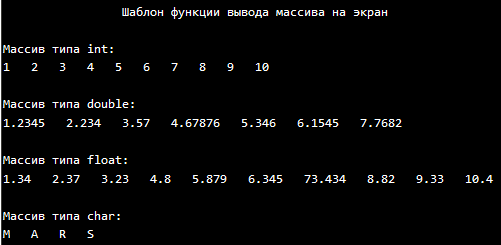 Шаблон функции вывода массива на экран
Массив типа int:
1 2 3 4 5 6 7 8 9 10
Массив типа double:
1.2345 2.234 3.57 4.67876 5.346 6.1545 7.7682
Массив типа float:
1.34 2.37 3.23 4.8 5.879 6.345 73.434 8.82 9.33 10.4
Массив типа char:
M A R S